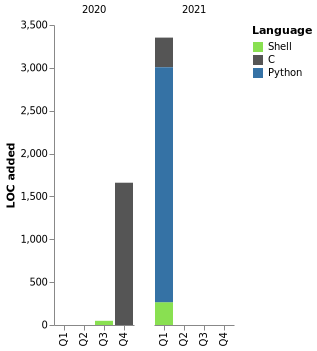 2020 2021
Language
Shell
C
Python
LOC added
3,500
3,000
2,500
2,000
1,500
1,000
500
0
Q1 Q2 Q3 Q4 Q1 Q2 Q3 Q4